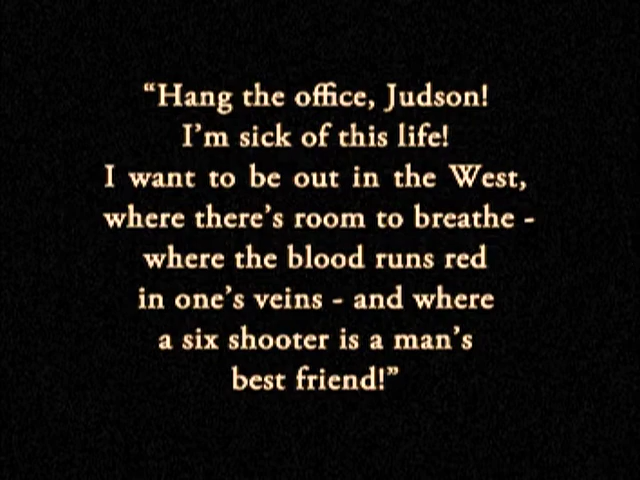 “Hang the office, Judson!
I’m sick of this life!
I want to be out in the West,
where there’s room to breathe -
where the blood runs red
in one’s veins - and where
a six shooter is a man’s
best friend!”